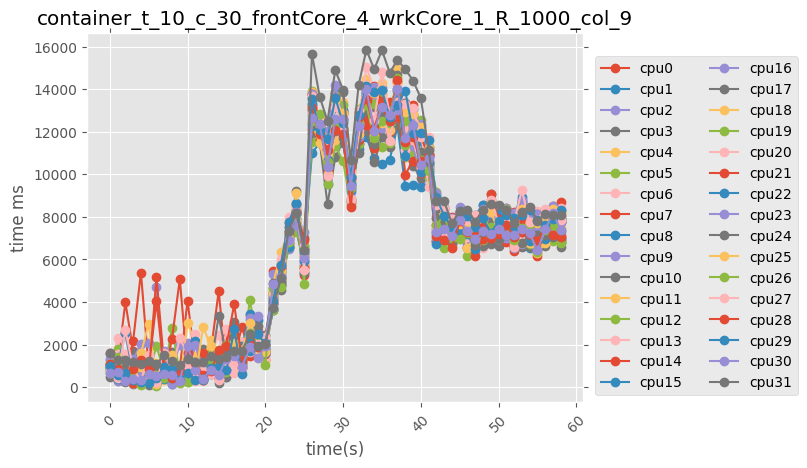 container_t_10_c_30_frontCore_4_wrkCore_1_R_1000_col_9
time ms
16000
14000
12000
10000
8000
6000
4000
2000
0
0
10
20
30
40
50
60
time(s)
cpu0
cpu1
cpu2
cpu3
cpu4
cpu5
cpu6
cpu7
cpu8
cpu9
cpu10
cpu11
cpu12
cpu13
cpu14
cpu15
cpu16
cpu17
cpu18
cpu19
cpu20
cpu21
cpu22
cpu23
cpu24
cpu25
cpu26
cpu27
cpu28
cpu29
cpu30
cpu31